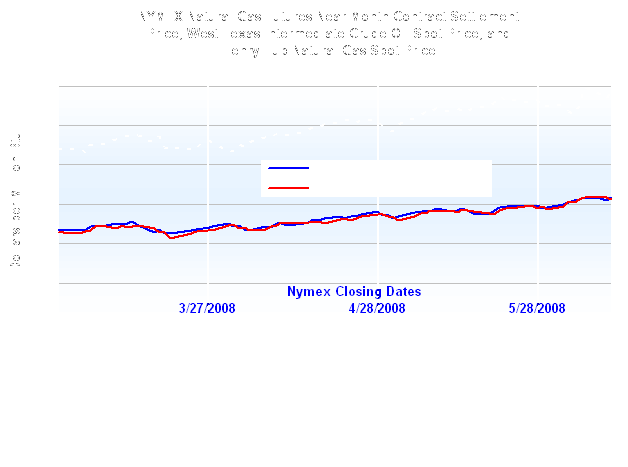 NYMEX Natural Gas Futures Near Month Contract Settlement
Price, West Texas Intermediate Crude Oil Spot Price, and
Henry Hub Natural Gas Spot Price
Nymex Closing Dates
3/27/2008 4/28/2008 5/28/2008